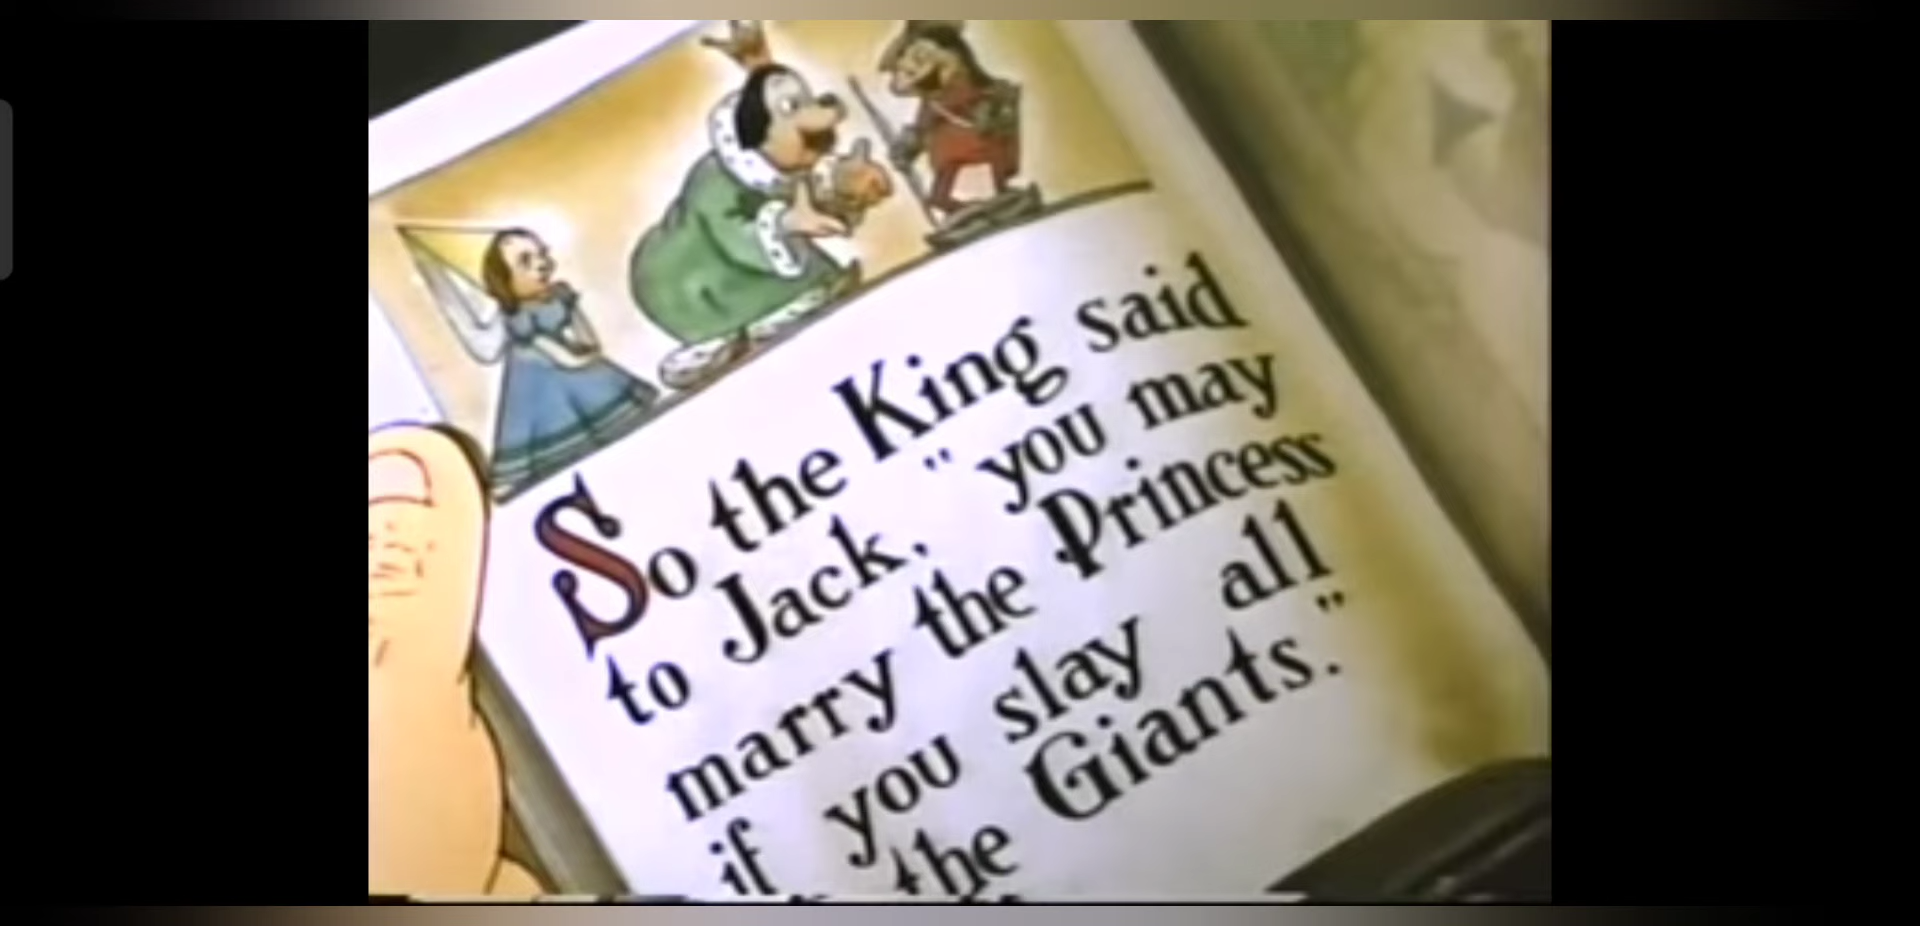 So the King said
to Jack, "you may
marry the Princess
if you slay all
the Giants."